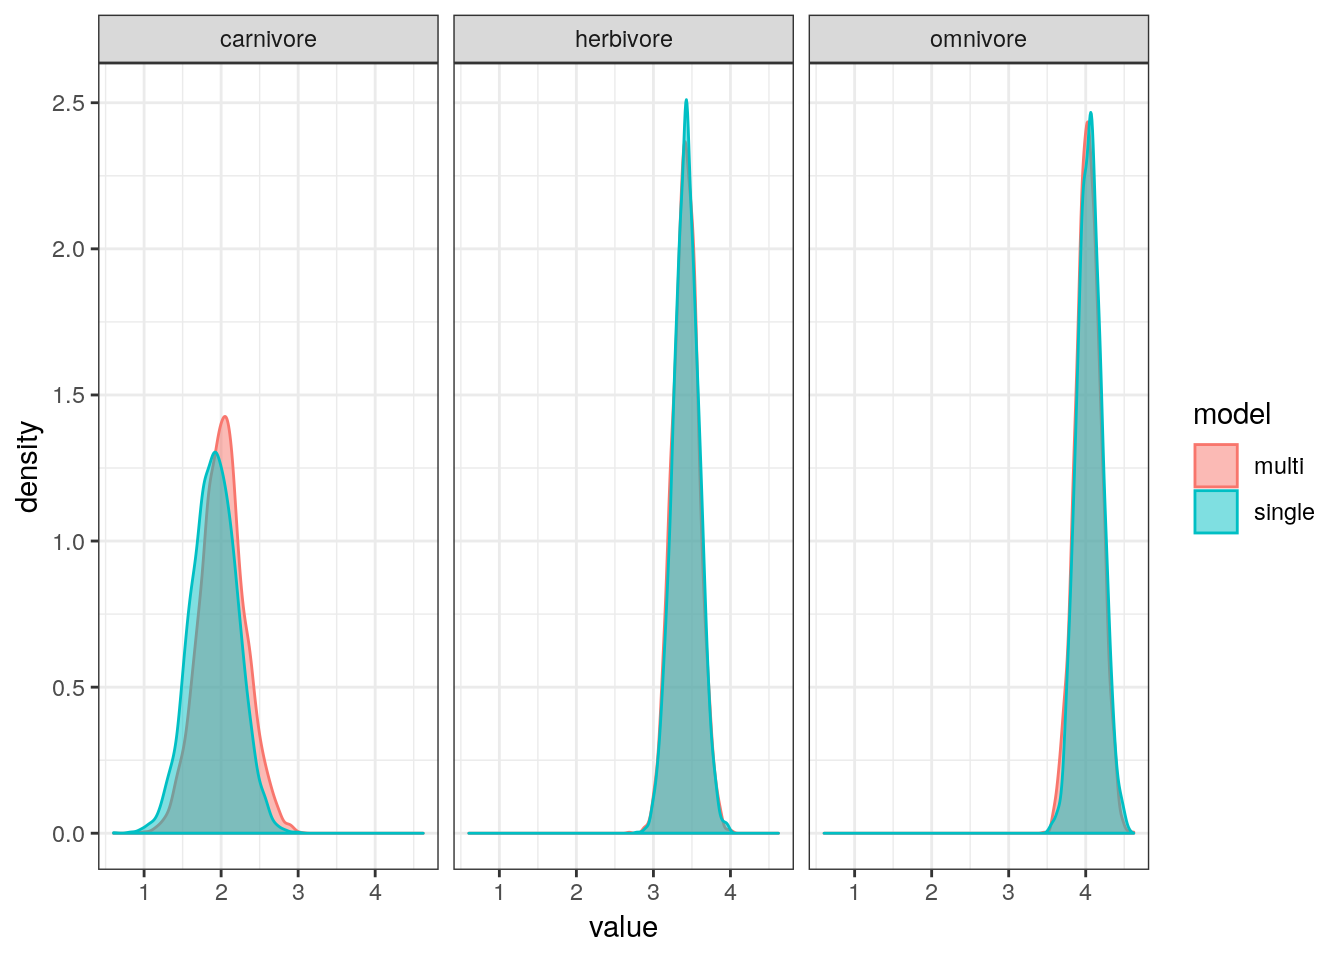 carnivore herbivore omnivore
2.5
2.0
1.5
1.0
0.5
0.0
density
1 2 3 4 1 2 3 4 1 2 3 4
value
model
multi
single